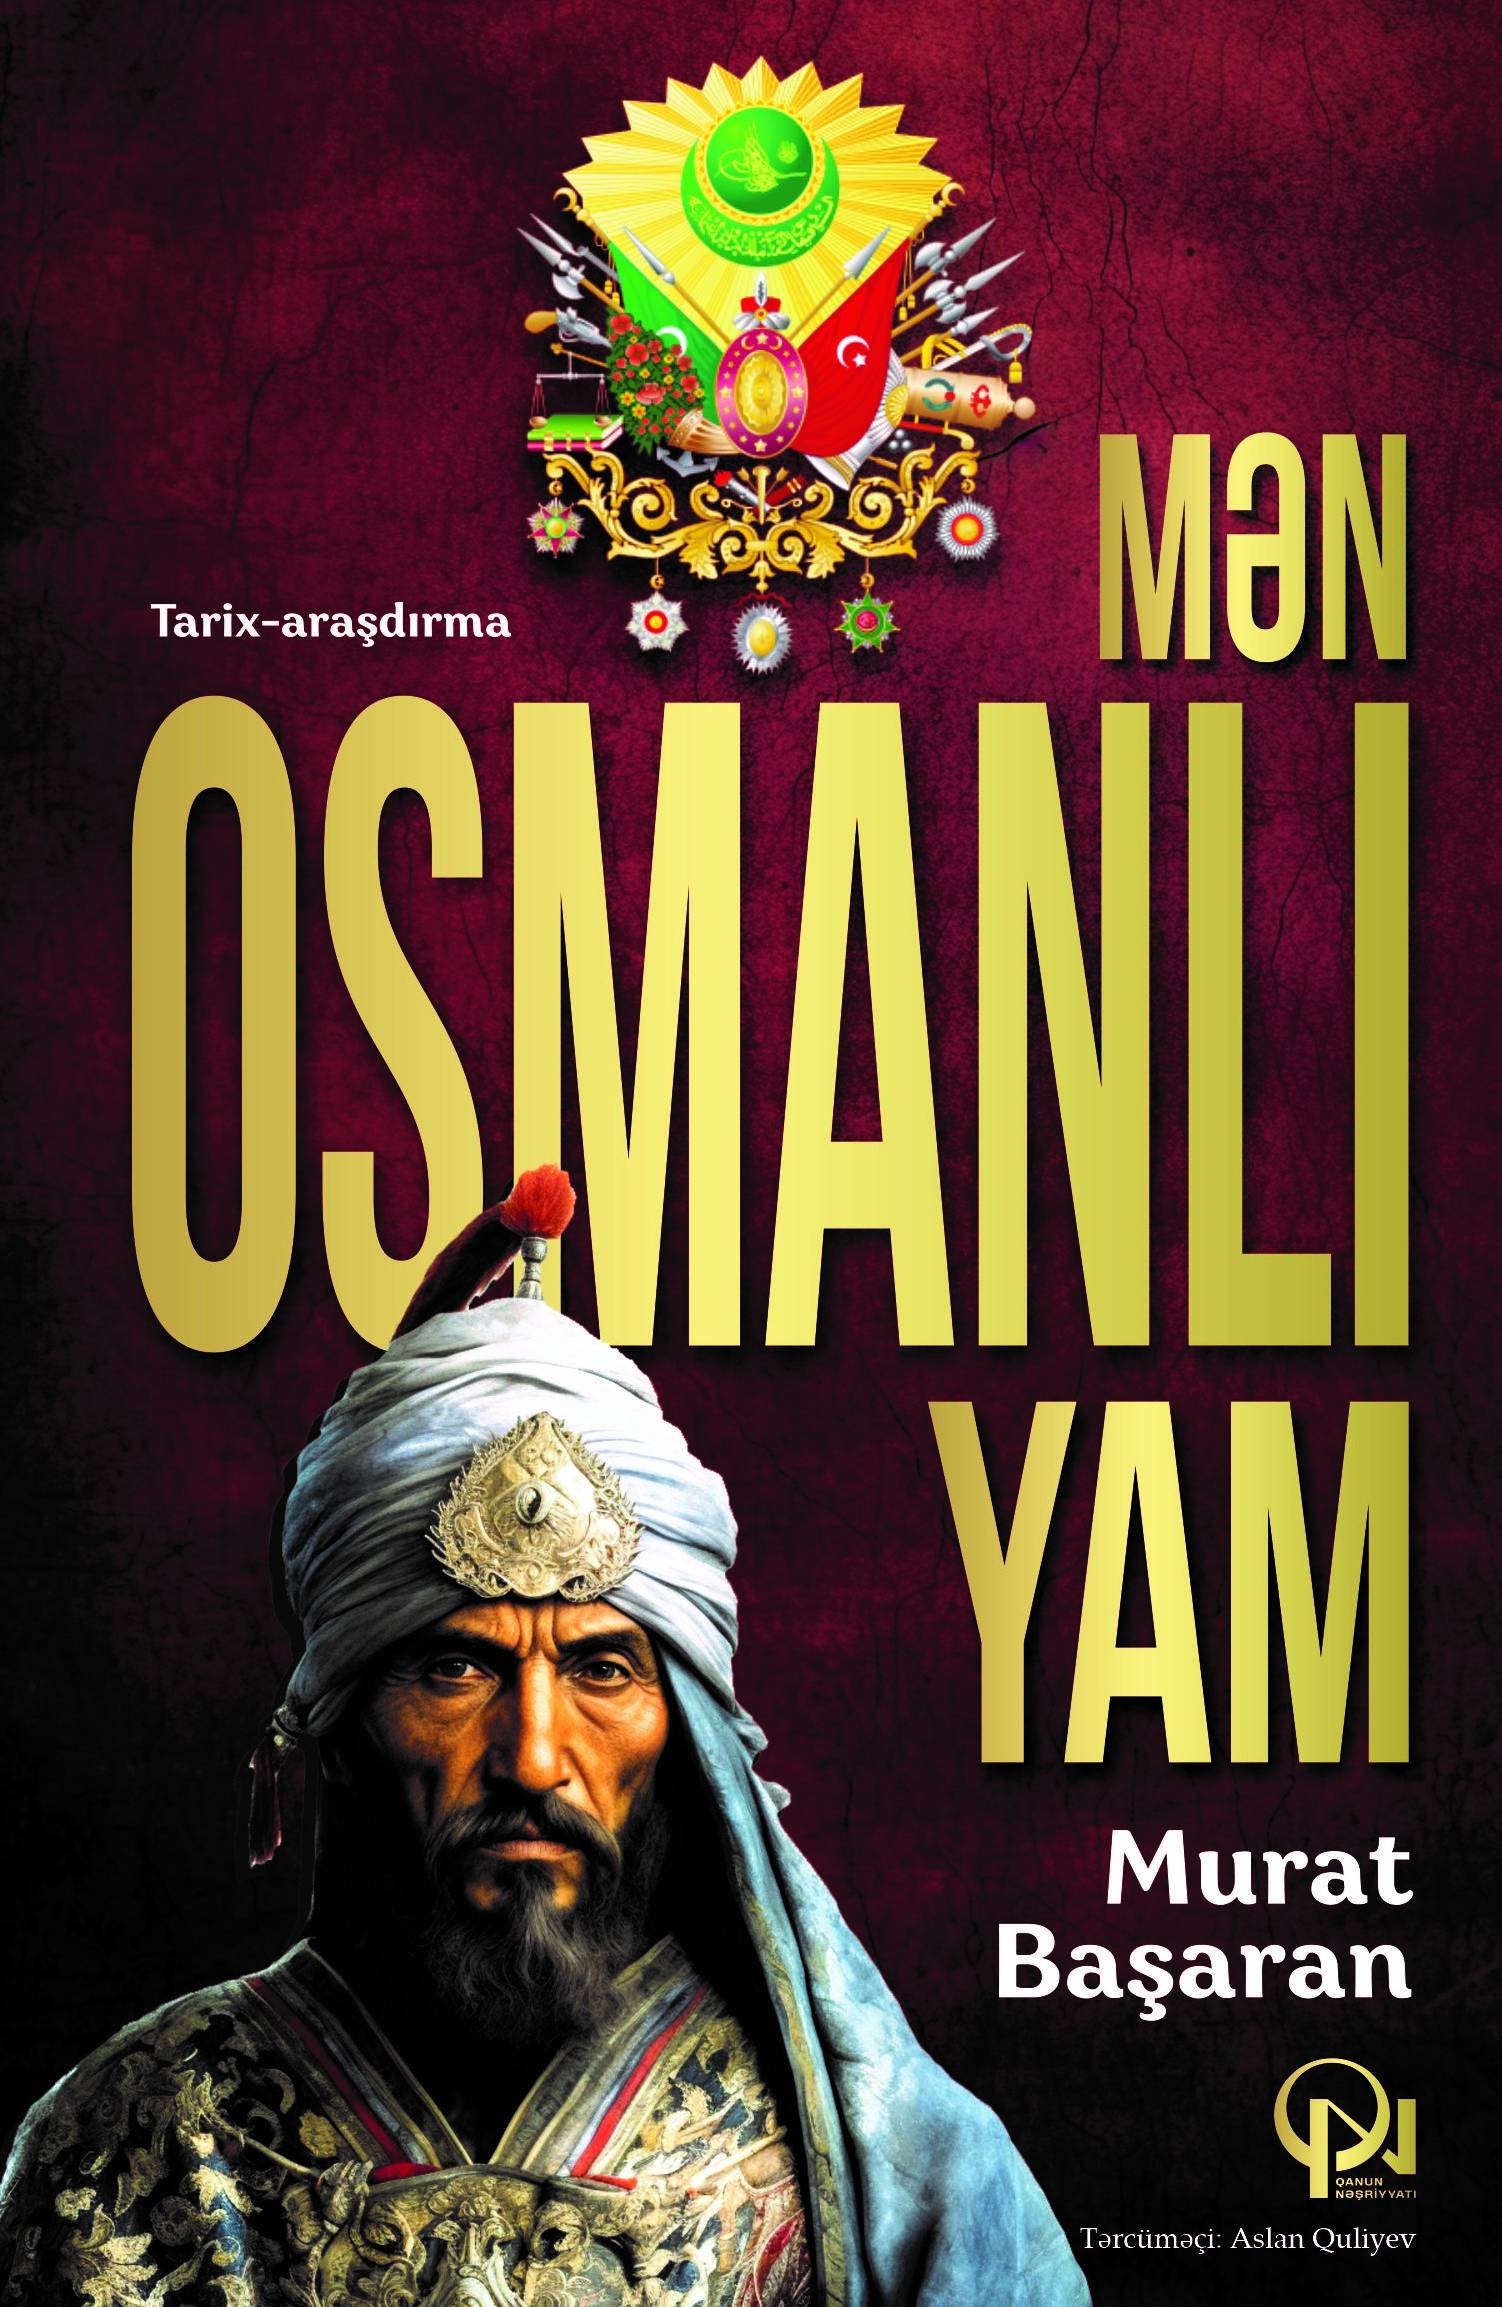 MƏN
Tarix-araşdırma
OSMANLI
YAM
Murat
Başaran
QANUN
NƏŞRİYYATI
Tərcüməçi: Aslan Quliyev